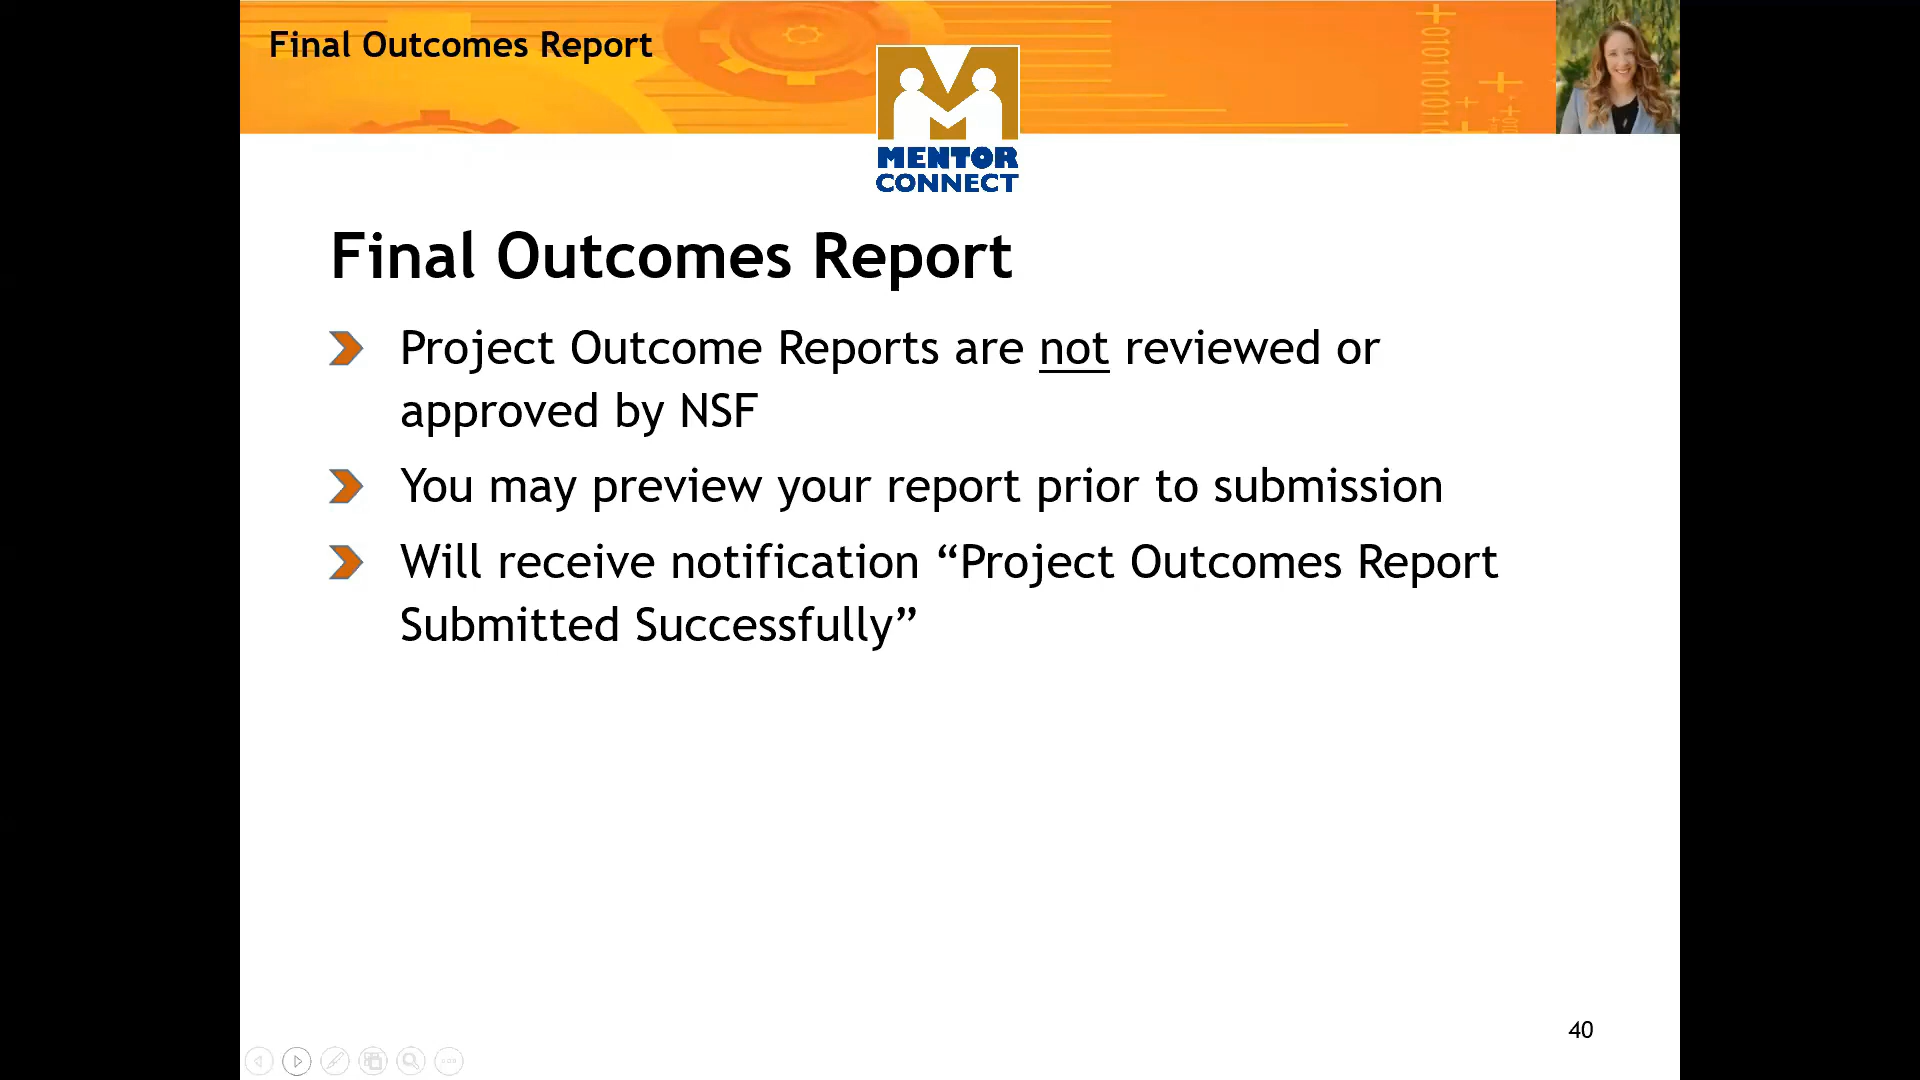 Final Outcomes Report
MENTOR
CONNECT
Final Outcomes Report
Project Outcome Reports are not reviewed or
approved by NSF
You may preview your report prior to submission
Will receive notification “Project Outcomes Report
Submitted Successfully”
40